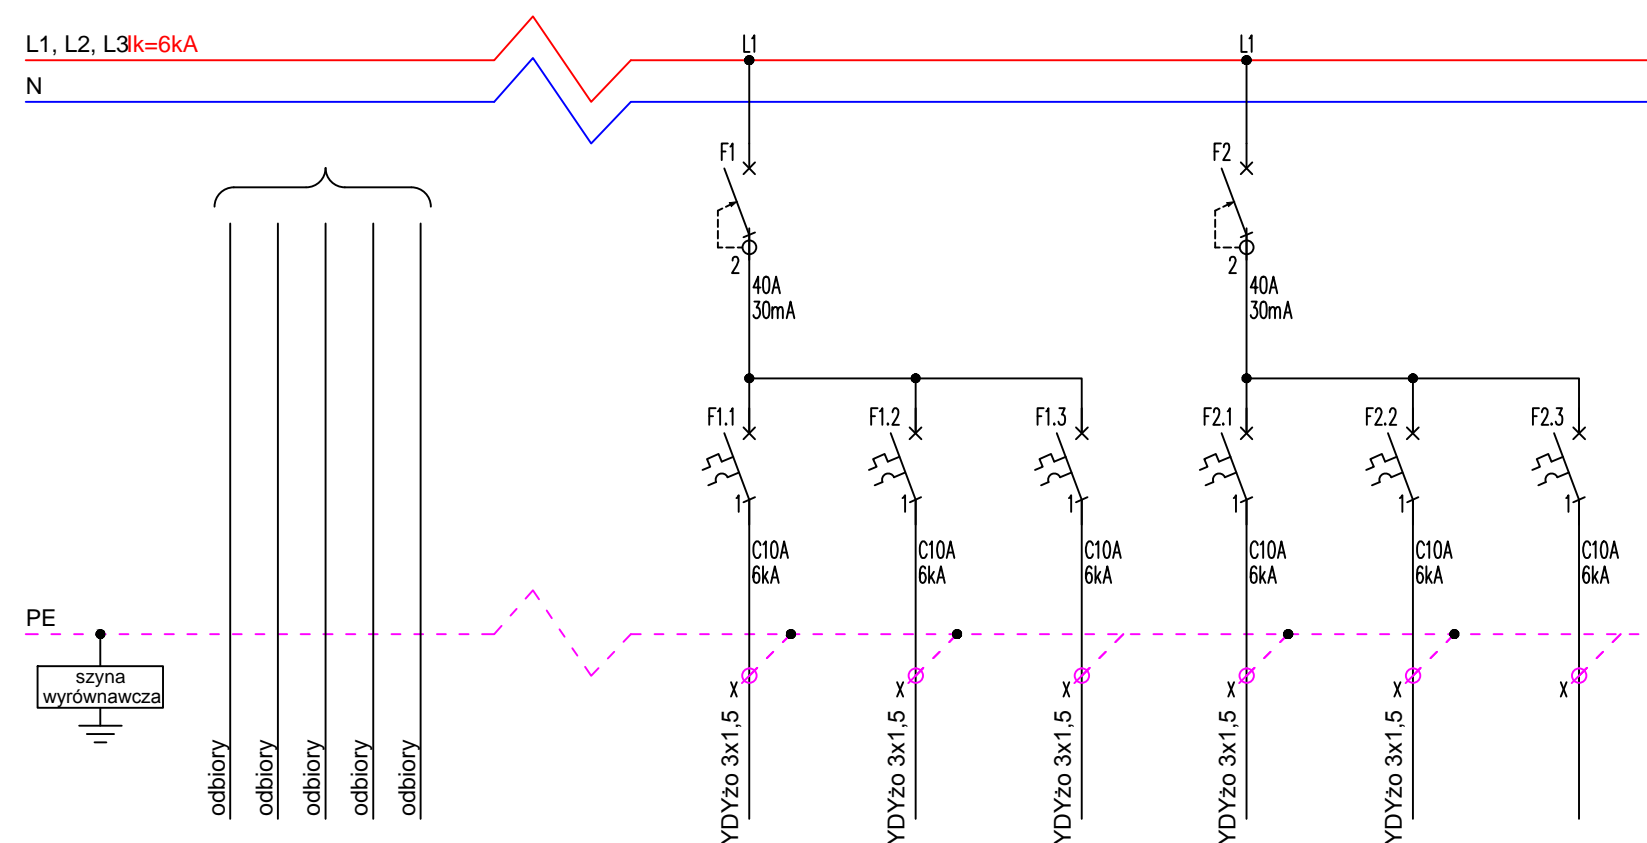 L1, L2, L3 Ik=6kA
L1
L1
N
F1
F2
2
2
40A
30mA
40A
30mA
F1.1
F1.2
F1.3
F2.1
F2.2
F2.3
1
1
1
1
1
1
C10A
6kA
C10A
6kA
C10A
6kA
C10A
6kA
C10A
6kA
C10A
6kA
PE
szyna
wyrównawcza
X
X
X
X
X
X
odbiory
odbiory
odbiory
odbiory
odbiory
YDYżo 3x1,5
YDYżo 3x1,5
YDYżo 3x1,5
YDYżo 3x1,5
YDYżo 3x1,5